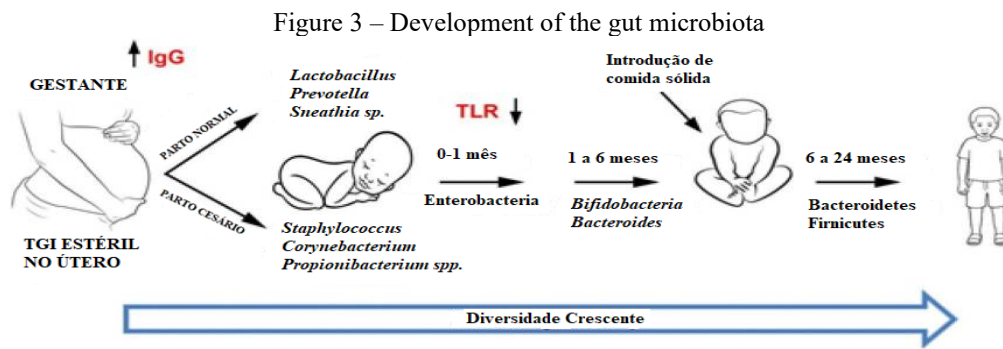 Figure 3 – Development of the gut microbiota
IgG
GESTANTE
TGI ESTÉRIL
NO ÚTERO
PARTO NORMAL
PARTO CESÁRIO
Lactobacillus
Prevotella
Sneathia sp.
Staphylococcus
Corynebacterium
Propionibacterium spp.
TLR
0-1 mês
Enterobacteria
1 a 6 meses
Bifidobacteria
Bacteroides
Introdução de
comida sólida
6 a 24 meses
Bacteroidetes
Firnicutes
Diversidade Crescente